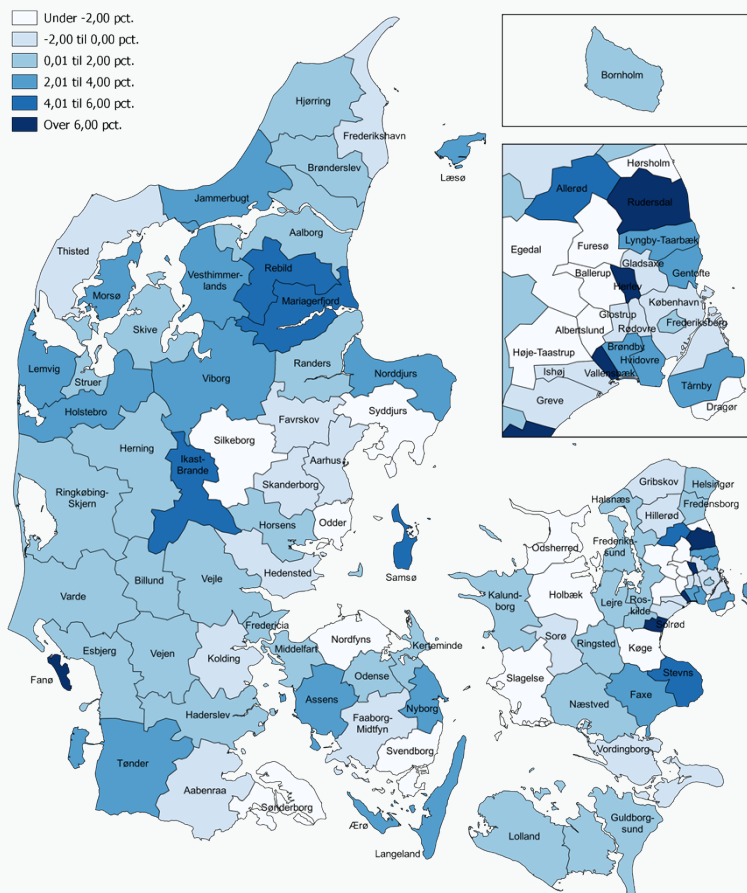 Under -2,00 pct.
-2,00 til 0,00 pct.
0,01 til 2,00 pct.
2,01 til 4,00 pct.
4,01 til 6,00 pct.
Over 6,00 pct.
Bornholm
Hjørring
Frederikshavn
Brønderslev
Læsø
Jammerbugt
Aalborg
Thisted
Vesthimmer-
lands
Rebild
Morsø
Mariagerfjord
Skive
Lemvig
Struer
Viborg
Randers
Norddjurs
Holstebro
Favrskov
Syddjurs
Herning
Silkeborg
Ikast-
Brande
Aarhus
Skanderborg
Ringkøbing-
Skjern
Horsens
Odder
Samsø
Hedensted
Billund
Vejle
Varde
Fredericia
Esbjerg
Vejen
Kolding
Fanø
Haderslev
Tønder
Aabenraa
Sønderborg
Middelfart
Nordfyns
Kerteminde
Odense
Assens
Nyborg
Faaborg-
Midtfyn
Svendborg
Ærø
Langeland
Hørsholm
Allerød
Rudersdal
Egedal
Furesø
Lyngby-Taarbæk
Gladsaxe
Gentofte
Ballerup
Herlev
København
Glostrup
Frederiksberg
Albertslund
Rødovre
Høje-Taastrup
Brøndby
Hvidovre
Ishøj
Vallensbæk
Tårnby
Greve
Dragør
Gribskov
Helsingør
Halsnæs
Fredensborg
Hillerød
Frederiks-
sund
Odsherred
Kalund-
borg
Holbæk
Lejre
Ros-
kilde
Solrød
Sorø
Ringsted
Køge
Slagelse
Stevns
Næstved
Faxe
Vordingborg
Lolland
Guldborg-
sund